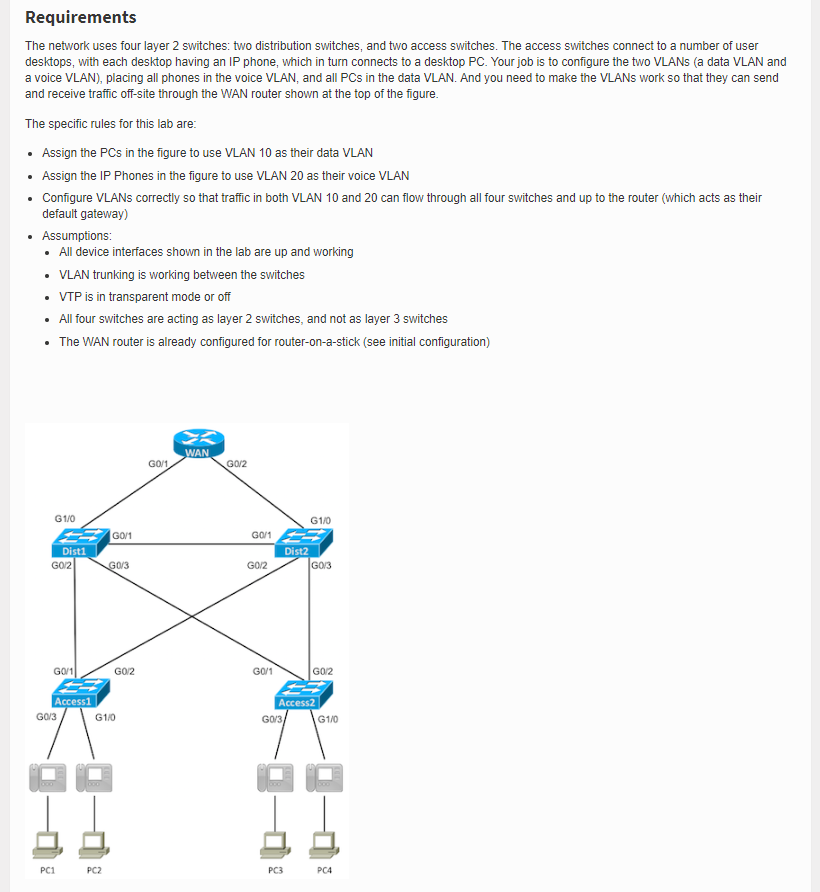 Requirements
The network uses four layer 2 switches: two distribution switches, and two access switches. The access switches connect to a number of user
desktops, with each desktop having an IP phone, which in turn connects to a desktop PC. Your job is to configure the two VLANs (a data VLAN and
a voice VLAN), placing all phones in the voice VLAN, and all PCs in the data VLAN. And you need to make the VLANs work so that they can send
and receive traffic off-site through the WAN router shown at the top of the figure.
The specific rules for this lab are:
• Assign the PCs in the figure to use VLAN 10 as their data VLAN
• Assign the IP Phones in the figure to use VLAN 20 as their voice VLAN
• Configure VLANs correctly so that traffic in both VLAN 10 and 20 can flow through all four switches and up to the router (which acts as their
default gateway)
• Assumptions:
• All device interfaces shown in the lab are up and working
• VLAN trunking is working between the switches
• VTP is in transparent mode or off
• All four switches are acting as layer 2 switches, and not as layer 3 switches
• The WAN router is already configured for router-on-a-stick (see initial configuration)
WAN
G0/1 G0/2
G1/0 G1/0
G0/1 G0/1
Dist1 Dist2
G0/2 G0/3 G0/2 G0/3
G0/1 G0/2 G0/1 G0/2
Access1 Access2
G0/3 G1/0 G0/3 G1/0
PC1 PC2 PC3 PC4